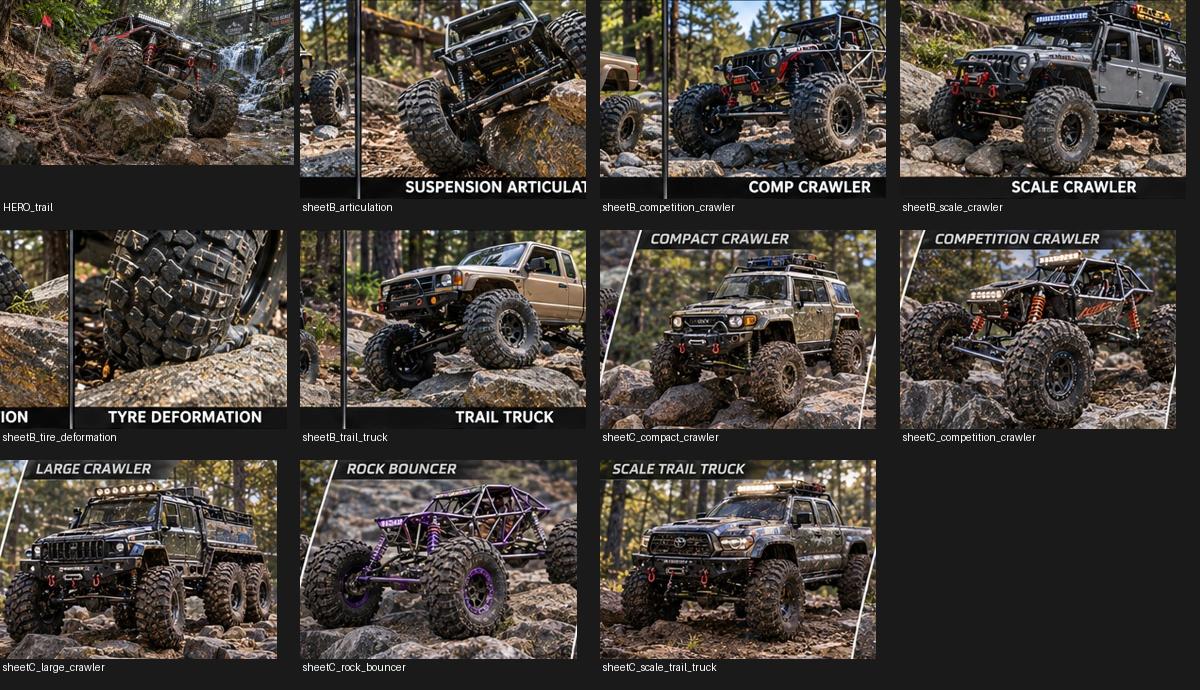 SUSPENSION ARTICULAT
COMP CRAWLER
SCALE CRAWLER
HERO_trail
sheetB_articulation
sheetB_competition_crawler
sheetB_scale_crawler
COMPACT CRAWLER
COMPETITION CRAWLER
ION
TYRE DEFORMATION
TRAIL TRUCK
sheetB_tire_deformation
sheetB_trail_truck
sheetC_compact_crawler
sheetC_competition_crawler
LARGE CRAWLER
ROCK BOUNCER
SCALE TRAIL TRUCK
sheetC_large_crawler
sheetC_rock_bouncer
sheetC_scale_trail_truck